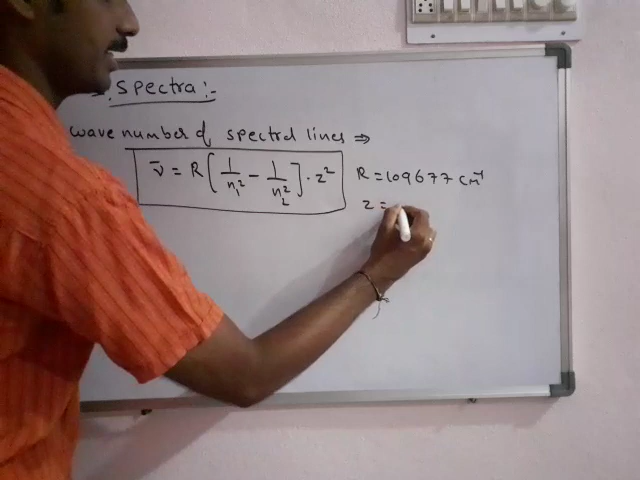 Spectra:-
wave number of spectral lines ⇒
ν̄ = R[1/n₁² - 1/n₂²]·z² R = 109677 cm⁻¹
z =